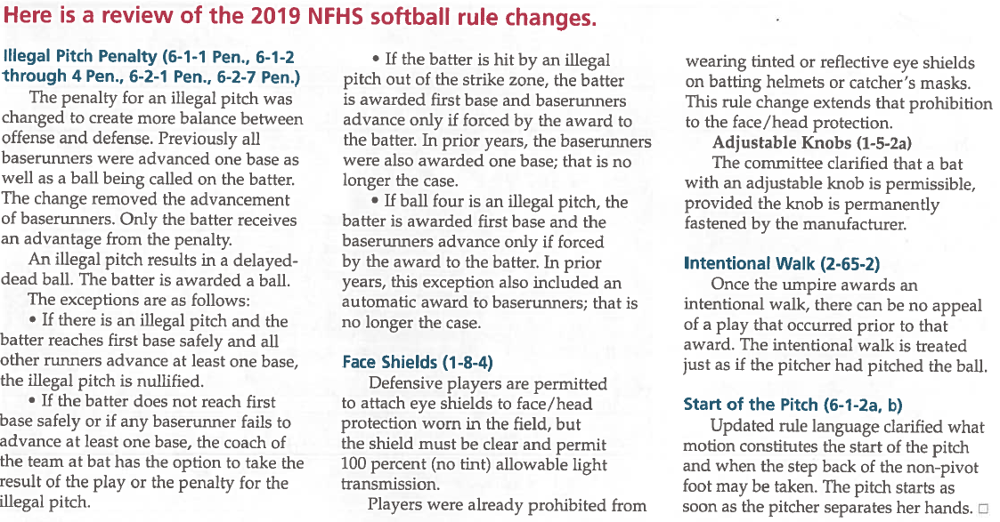 Here is a review of the 2019 NFHS softball rule changes.
Illegal Pitch Penalty (6-1-1 Pen., 6-1-2
through 4 Pen., 6-2-1 Pen., 6-2-7 Pen.)
The penalty for an illegal pitch was
changed to create more balance between
offense and defense. Previously all
baserunners were advanced one base as
well as a ball being called on the batter.
The change removed the advancement
of baserunners. Only the batter receives
an advantage from the penalty.
An illegal pitch results in a delayed-
dead ball. The batter is awarded a ball.
The exceptions are as follows:
• If there is an illegal pitch and the
batter reaches first base safely and all
other runners advance at least one base,
the illegal pitch is nullified.
• If the batter does not reach first
base safely or if any baserunner fails to
advance at least one base, the coach of
the team at bat has the option to take the
result of the play or the penalty for the
illegal pitch.
• If the batter is hit by an illegal
pitch out of the strike zone, the batter
is awarded first base and baserunners
advance only if forced by the award to
the batter. In prior years, the baserunners
were also awarded one base; that is no
longer the case.
• If ball four is an illegal pitch, the
batter is awarded first base and the
baserunners advance only if forced
by the award to the batter. In prior
years, this exception also included an
automatic award to baserunners; that is
no longer the case.
Face Shields (1-8-4)
Defensive players are permitted
to attach eye shields to face/head
protection worn in the field, but
the shield must be clear and permit
100 percent (no tint) allowable light
transmission.
Players were already prohibited from
wearing tinted or reflective eye shields
on batting helmets or catcher's masks.
This rule change extends that prohibition
to the face/head protection.
Adjustable Knobs (1-5-2a)
The committee clarified that a bat
with an adjustable knob is permissible,
provided the knob is permanently
fastened by the manufacturer.
Intentional Walk (2-65-2)
Once the umpire awards an
intentional walk, there can be no appeal
of a play that occurred prior to that
award. The intentional walk is treated
just as if the pitcher had pitched the ball.
Start of the Pitch (6-1-2a, b)
Updated rule language clarified what
motion constitutes the start of the pitch
and when the step back of the non-pivot
foot may be taken. The pitch starts as
soon as the pitcher separates her hands. □